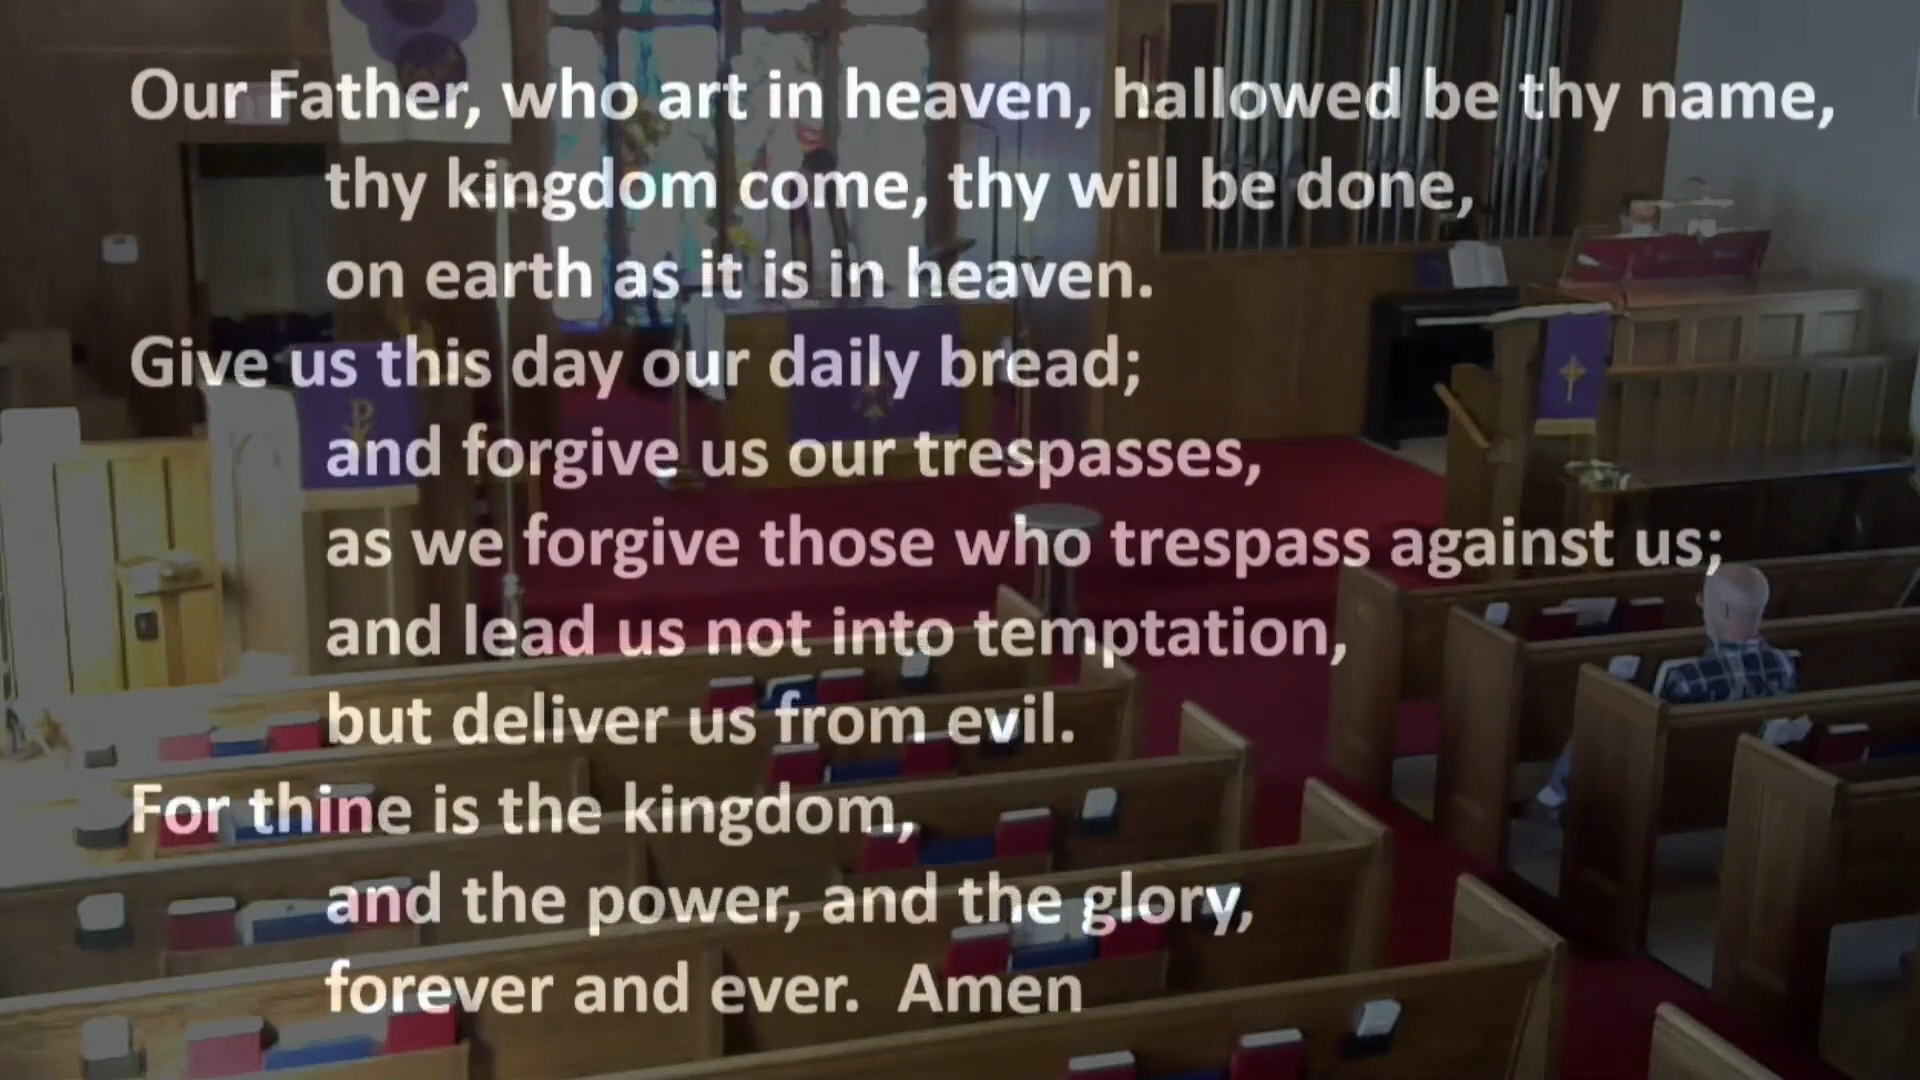 Our Father, who art in heaven, hallowed be thy name,
thy kingdom come, thy will be done,
on earth as it is in heaven.
Give us this day our daily bread;
and forgive us our trespasses,
as we forgive those who trespass against us;
and lead us not into temptation,
but deliver us from evil.
For thine is the kingdom,
and the power, and the glory,
forever and ever.  Amen